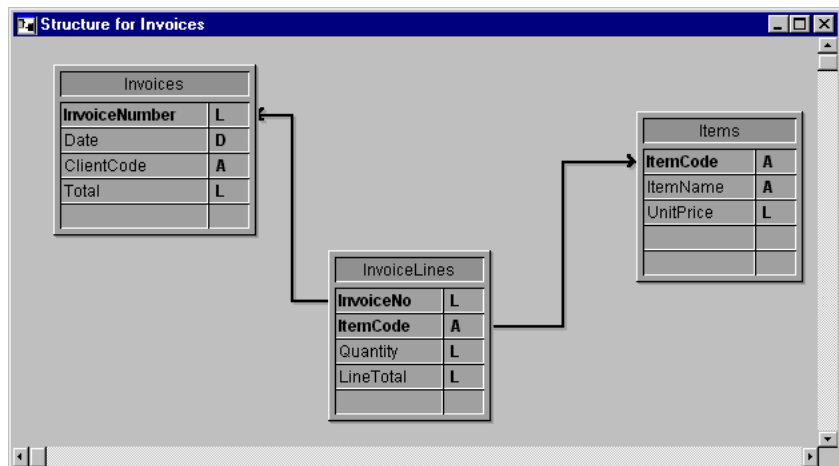 Structure for Invoices
Invoices
InvoiceNumber L
Date D
ClientCode A
Total L
Items
ItemCode A
ItemName A
UnitPrice L
InvoiceLines
InvoiceNo L
ItemCode A
Quantity L
LineTotal L